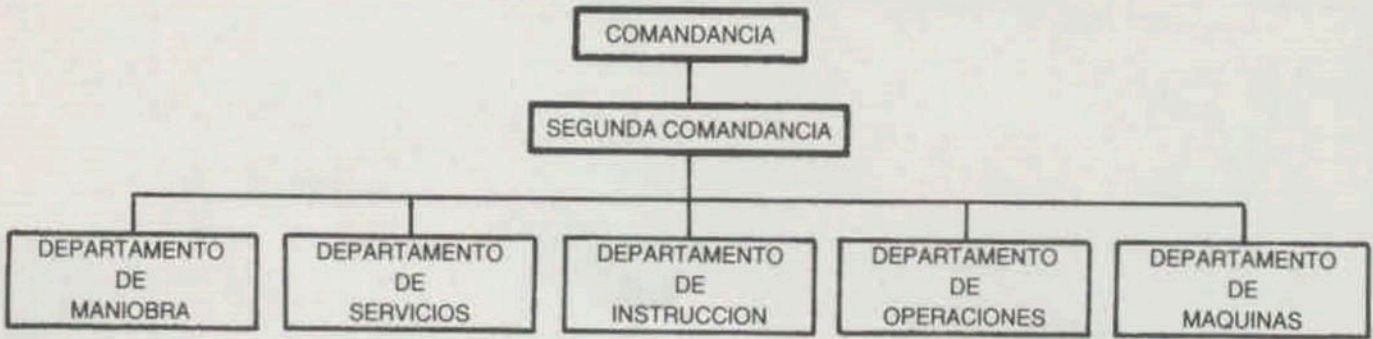 COMANDANCIA
SEGUNDA COMANDANCIA
DEPARTAMENTO
DE
MANIOBRA
DEPARTAMENTO
DE
SERVICIOS
DEPARTAMENTO
DE
INSTRUCCION
DEPARTAMENTO
DE
OPERACIONES
DEPARTAMENTO
DE
MAQUINAS